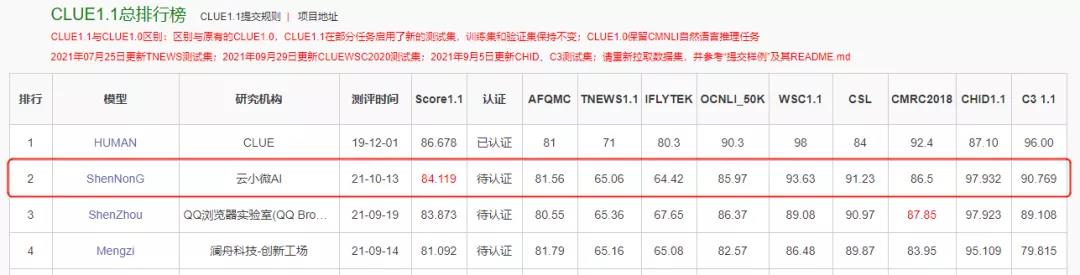 CLUE1.1总排行榜 CLUE1.1提交规则 | 项目地址
CLUE1.1与CLUE1.0区别：区别与原有的CLUE1.0，CLUE1.1在部分任务启用了新的测试集，训练集和验证集保持不变；CLUE1.0保留CMNLI自然语言推理任务
2021年07月25日更新TNEWS测试集；2021年09月29日更新CLUEWSC2020测试集；2021年9月5日更新CHID、C3测试集；请重新拉取数据集，并参考“提交样例”及其README.md
排行 模型 研究机构 测评时间 Score1.1 认证 AFQMC TNEWS1.1 IFLYTEK OCNLI_50K WSC1.1 CSL CMRC2018 CHID1.1 C3 1.1
1 HUMAN CLUE 19-12-01 86.678 已认证 81 71 80.3 90.3 98 84 92.4 87.10 96.00
2 ShenNonG 云小微AI 21-10-13 84.119 待认证 81.56 65.06 64.42 85.97 93.63 91.23 86.5 97.932 90.769
3 ShenZhou QQ浏览器实验室(QQ Bro... 21-09-19 83.873 待认证 80.55 65.36 67.65 86.37 89.08 90.97 87.85 97.923 89.108
4 Mengzi 澜舟科技-创新工场 21-09-14 81.092 待认证 81.79 65.16 65.08 82.57 86.48 89.87 83.95 95.109 79.815